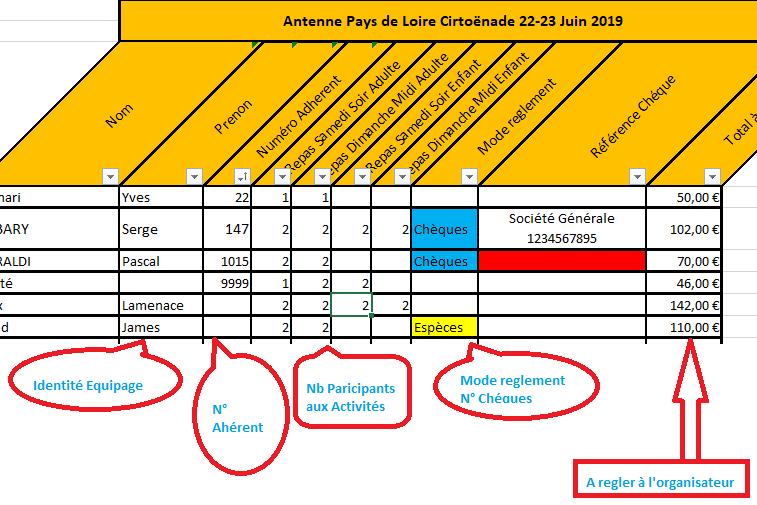 Antenne Pays de Loire Cirtoënade 22-23 Juin 2019
Nom
Prenon
Numéro Adherent
Repas Samedi Soir Adulte
Repas Dimanche Midi Adulte
Repas Samedi Soir Enfant
Repas Dimanche Midi Enfant
Mode reglement
Référence Chéque
Total à
nari Yves 22 1 1 50,00 €
BARY Serge 147 2 2 2 2 Chèques Société Générale 102,00 €
1234567895
RALDI Pascal 1015 2 2 Chèques 70,00 €
té 9999 1 2 2 46,00 €
x Lamenace 2 2 2 2 142,00 €
d James 2 2 Espèces 110,00 €
Identité Equipage
N°
Ahérent
Nb Paricipants
aux Activités
Mode reglement
N° Chéques
A regler à l'organisateur